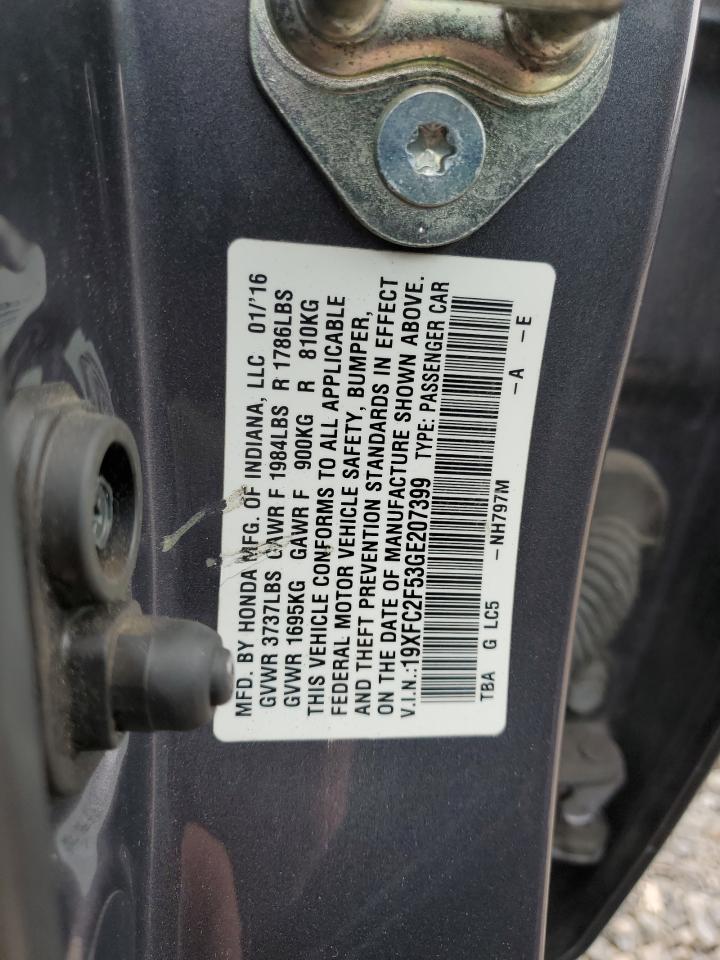 MFD. BY HONDA MFG. OF INDIANA, LLC 01/'16
GVWR 3737LBS GAWR F 1984LBS R 1786LBS
GVWR 1695KG GAWR F 900KG R 810KG
THIS VEHICLE CONFORMS TO ALL APPLICABLE
FEDERAL MOTOR VEHICLE SAFETY, BUMPER,
AND THEFT PREVENTION STANDARDS IN EFFECT
ON THE DATE OF MANUFACTURE SHOWN ABOVE.
V.I.N.:19XFC2F53GE207399 TYPE: PASSENGER CAR
TBA G LC5 -NH797M -A -E